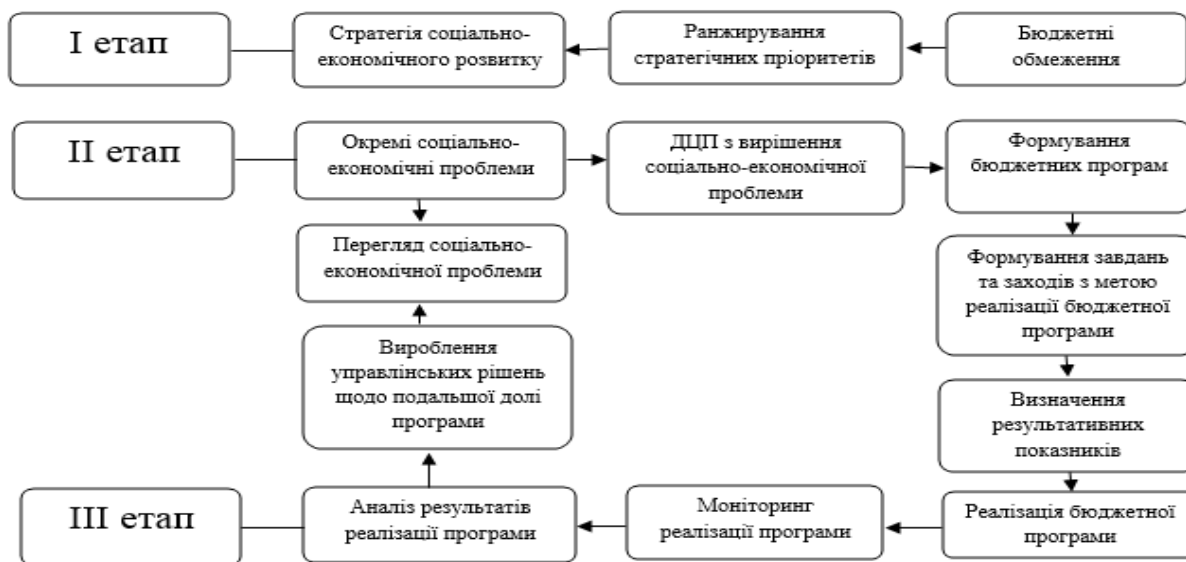 І етап
Стратегія соціально-
економічного розвитку
Ранжирування
стратегічних пріоритетів
Бюджетні
обмеження
ІІ етап
Окремі соціально-
економічні проблеми
ДЦП з вирішення
соціально-економічної
проблеми
Формування
бюджетних програм
Перегляд соціально-
економічної проблеми
Формування завдань
та заходів з метою
реалізації бюджетної
програми
Вироблення
управлінських рішень
щодо подальшої долі
програми
Визначення
результативних
показників
ІІІ етап
Аналіз результатів
реалізації програми
Моніторинг
реалізації програми
Реалізація бюджетної
програми